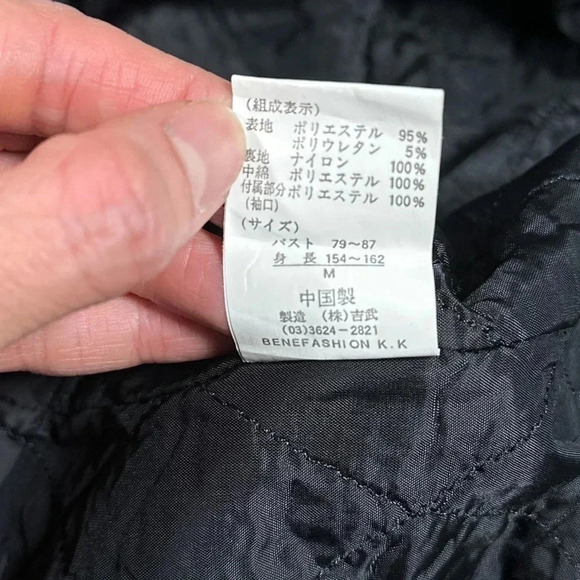 (組成表示)
表地 ポリエステル 95%
ポリウレタン 5%
裏地 ナイロン 100%
中綿 ポリエステル 100%
付属部分 ポリエステル 100%
(袖口)
(サイズ)
バスト 79〜87
身 長 154〜162
M
中国製
製造 (株)吉武
(03)3624-2821
BENEFASHION K.K